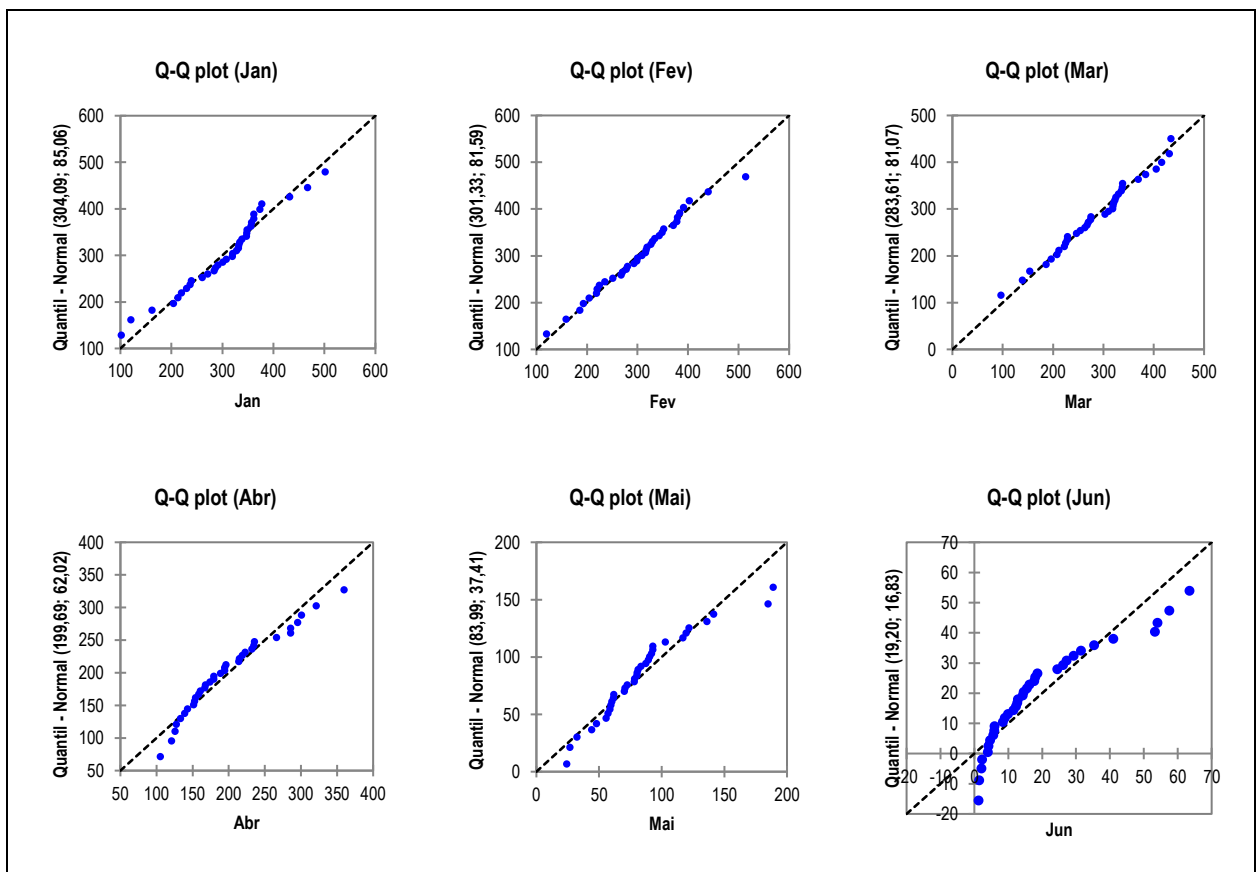 Q-Q plot (Jan)
Quantil - Normal (304,09; 85,06)
600
500
400
300
200
100
100 200 300 400 500 600
Jan
Q-Q plot (Fev)
Quantil - Normal (301,33; 81,59)
600
500
400
300
200
100
100 200 300 400 500 600
Fev
Q-Q plot (Mar)
Quantil - Normal (283,61; 81,07)
500
400
300
200
100
0
0 100 200 300 400 500
Mar
Q-Q plot (Abr)
Quantil - Normal (199,69; 62,02)
400
350
300
250
200
150
100
50
50 100 150 200 250 300 350 400
Abr
Q-Q plot (Mai)
Quantil - Normal (83,99; 37,41)
200
150
100
50
0
0 50 100 150 200
Mai
Q-Q plot (Jun)
Quantil - Normal (19,20; 16,83)
70
60
50
40
30
20
10
0
-10
-20
-20 -10 0 10 20 30 40 50 60 70
Jun